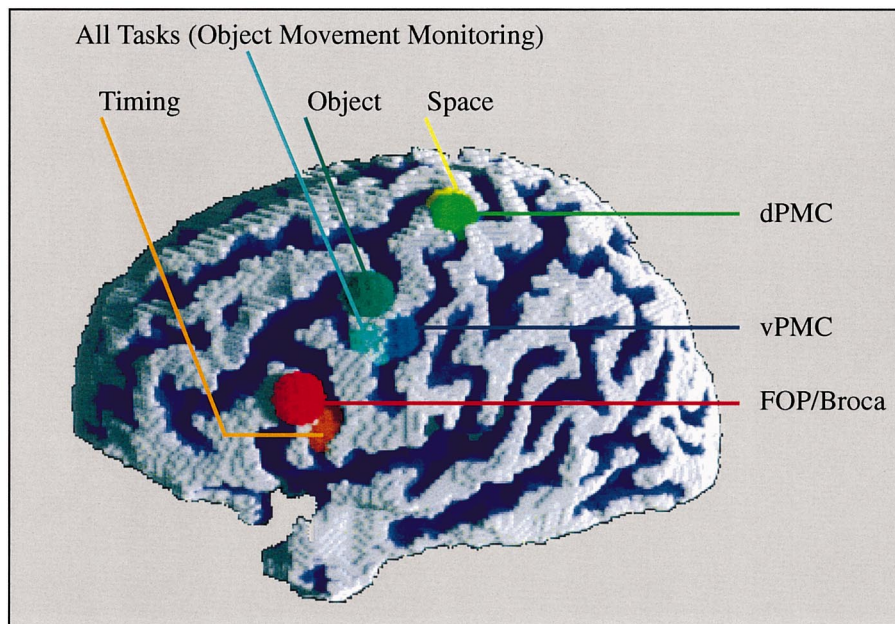 All Tasks (Object Movement Monitoring)
Timing
Object
Space
dPMC
vPMC
FOP/Broca